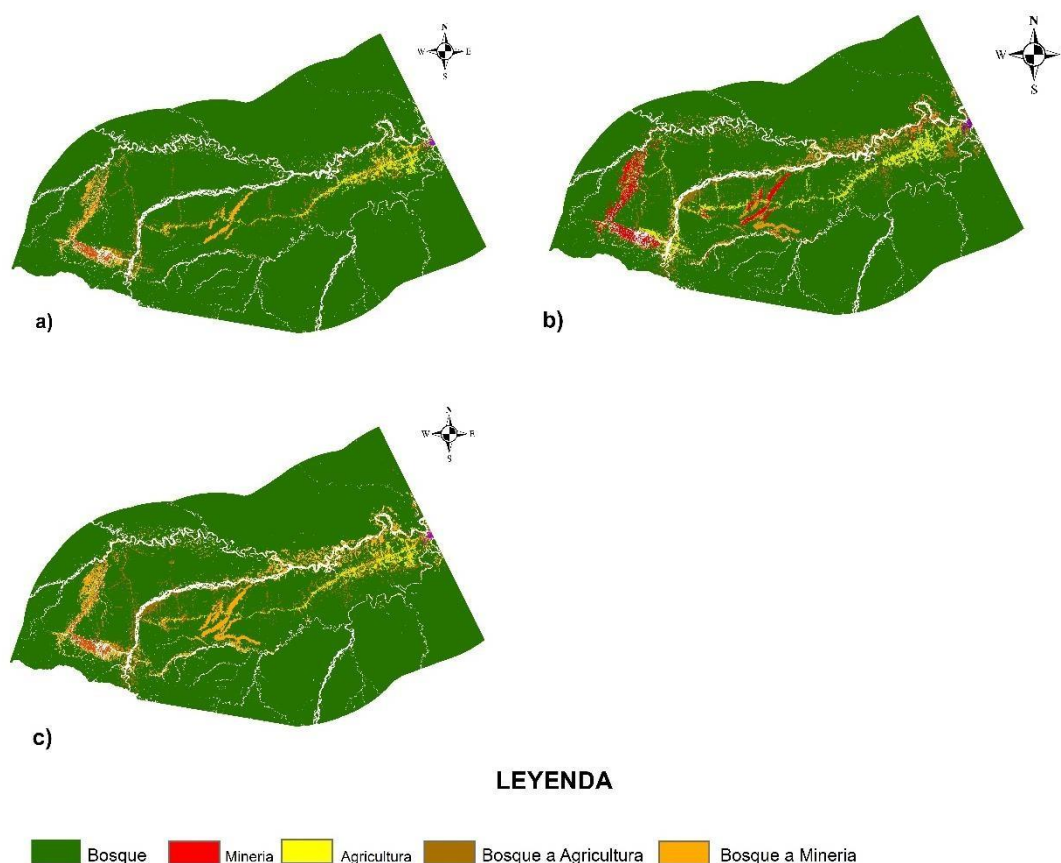 N
W E
S
N
W
S
a)
b)
N
W E
S
c)
LEYENDA
Bosque Mineria Agricultura Bosque a Agricultura Bosque a Mineria